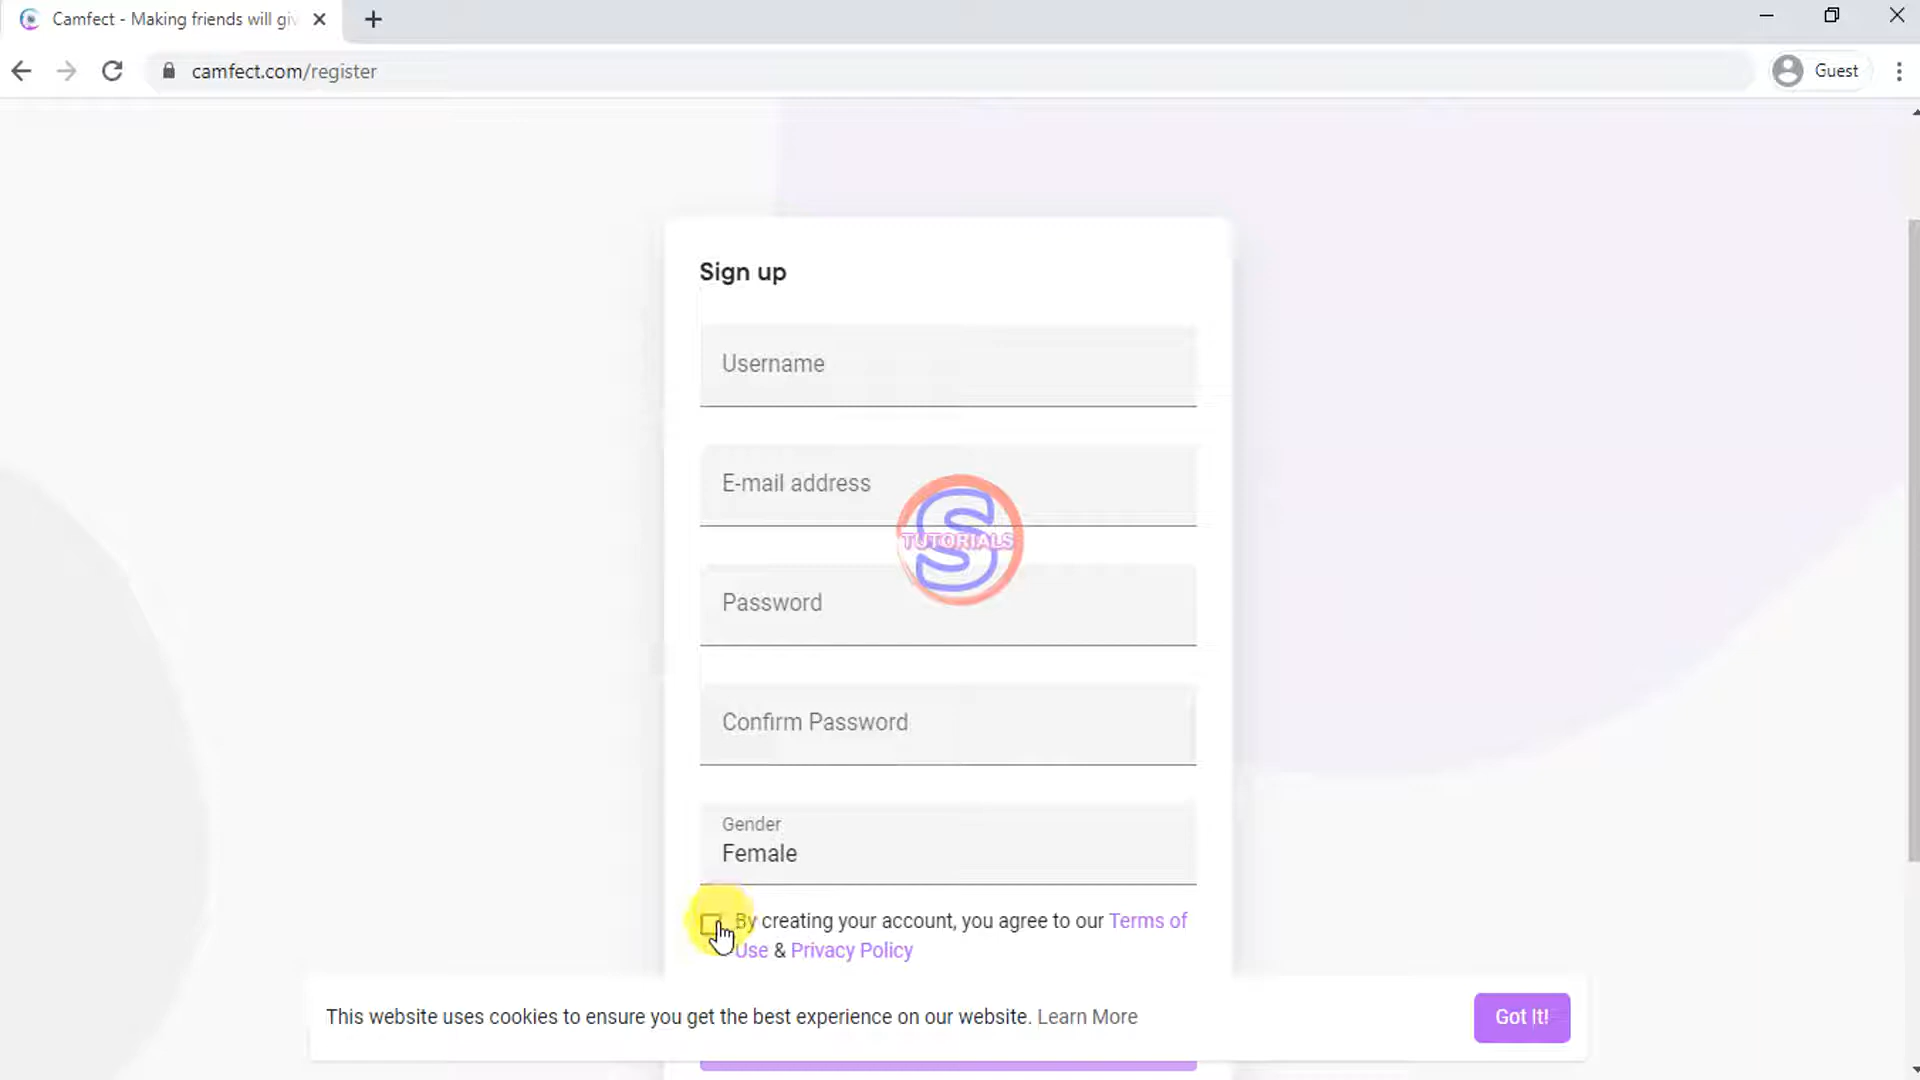 Camfect - Making friends will giv
camfect.com/register
Guest
Sign up
Username
E-mail address
TUTORIALS
S
Password
Confirm Password
Gender
Female
By creating your account, you agree to our Terms of
Use & Privacy Policy
This website uses cookies to ensure you get the best experience on our website. Learn More
Got It!